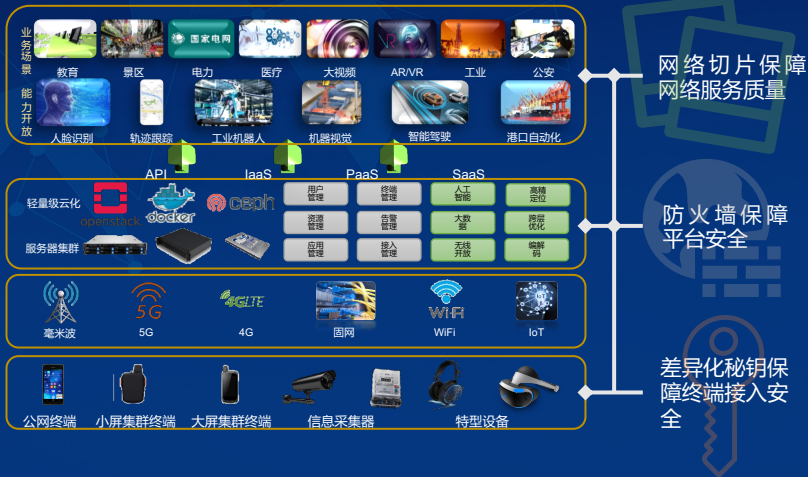 业务场景 能力开放
国家电网
VR
教育 景区 电力 医疗 大视频 AR/VR 工业 公安
人脸识别 轨迹跟踪 工业机器人 机器视觉 智能驾驶 港口自动化
API IaaS PaaS SaaS
轻量级云化
openstack
docker
ceph
服务器集群
用户
管理
终端
管理
人工
智能
高精
定位
资源
管理
告警
管理
大数
据
跨层
优化
应用
管理
接入
管理
无线
开放
编解
码
5G
4GLTE
Wi-Fi
IoT
毫米波 5G 4G 固网 WiFi IoT
公网终端 小屏集群终端 大屏集群终端 信息采集器 特型设备
网络切片保障
网络服务质量
防火墙保障
平台安全
差异化秘钥保
障终端接入安
全